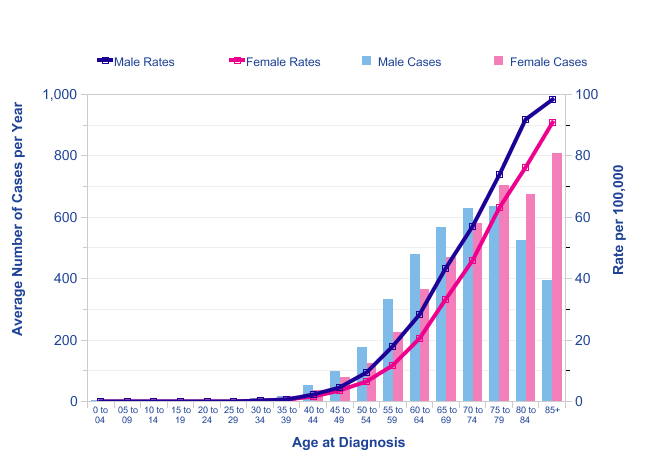 Male Rates Female Rates Male Cases Female Cases
1,000 100
800 80
600 60
400 40
200 20
0 0
Average Number of Cases per Year
Rate per 100,000
0 to 05 to 10 to 15 to 20 to 25 to 30 to 35 to 40 to 45 to 50 to 55 to 60 to 65 to 70 to 75 to 80 to 85+
04 09 14 19 24 29 34 39 44 49 54 59 64 69 74 79 84
Age at Diagnosis